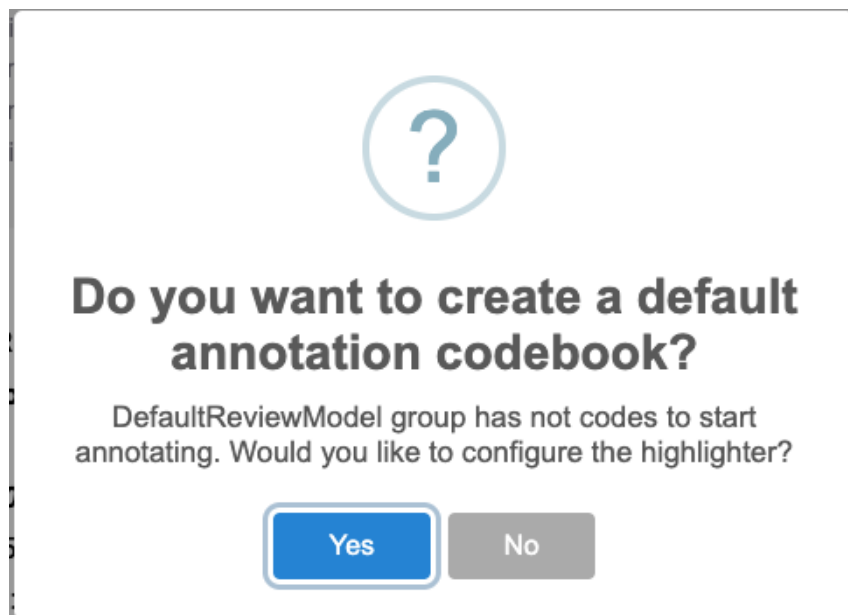 ?
Do you want to create a default
annotation codebook?
DefaultReviewModel group has not codes to start
annotating. Would you like to configure the highlighter?
Yes
No